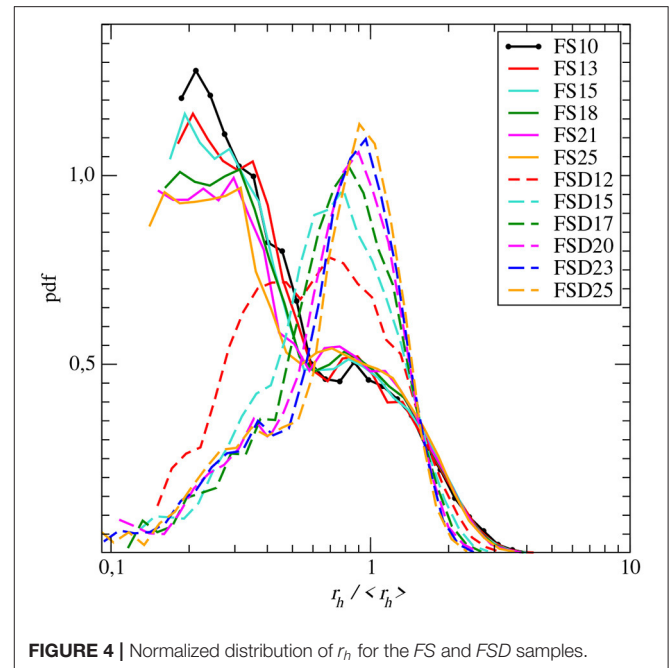 FS10
FS13
FS15
FS18
FS21
FS25
FSD12
FSD15
FSD17
FSD20
FSD23
FSD25
1,0
0,5
pdf
0,1
1
10
r_h / < r_h >
FIGURE 4 | Normalized distribution of r_h for the FS and FSD samples.